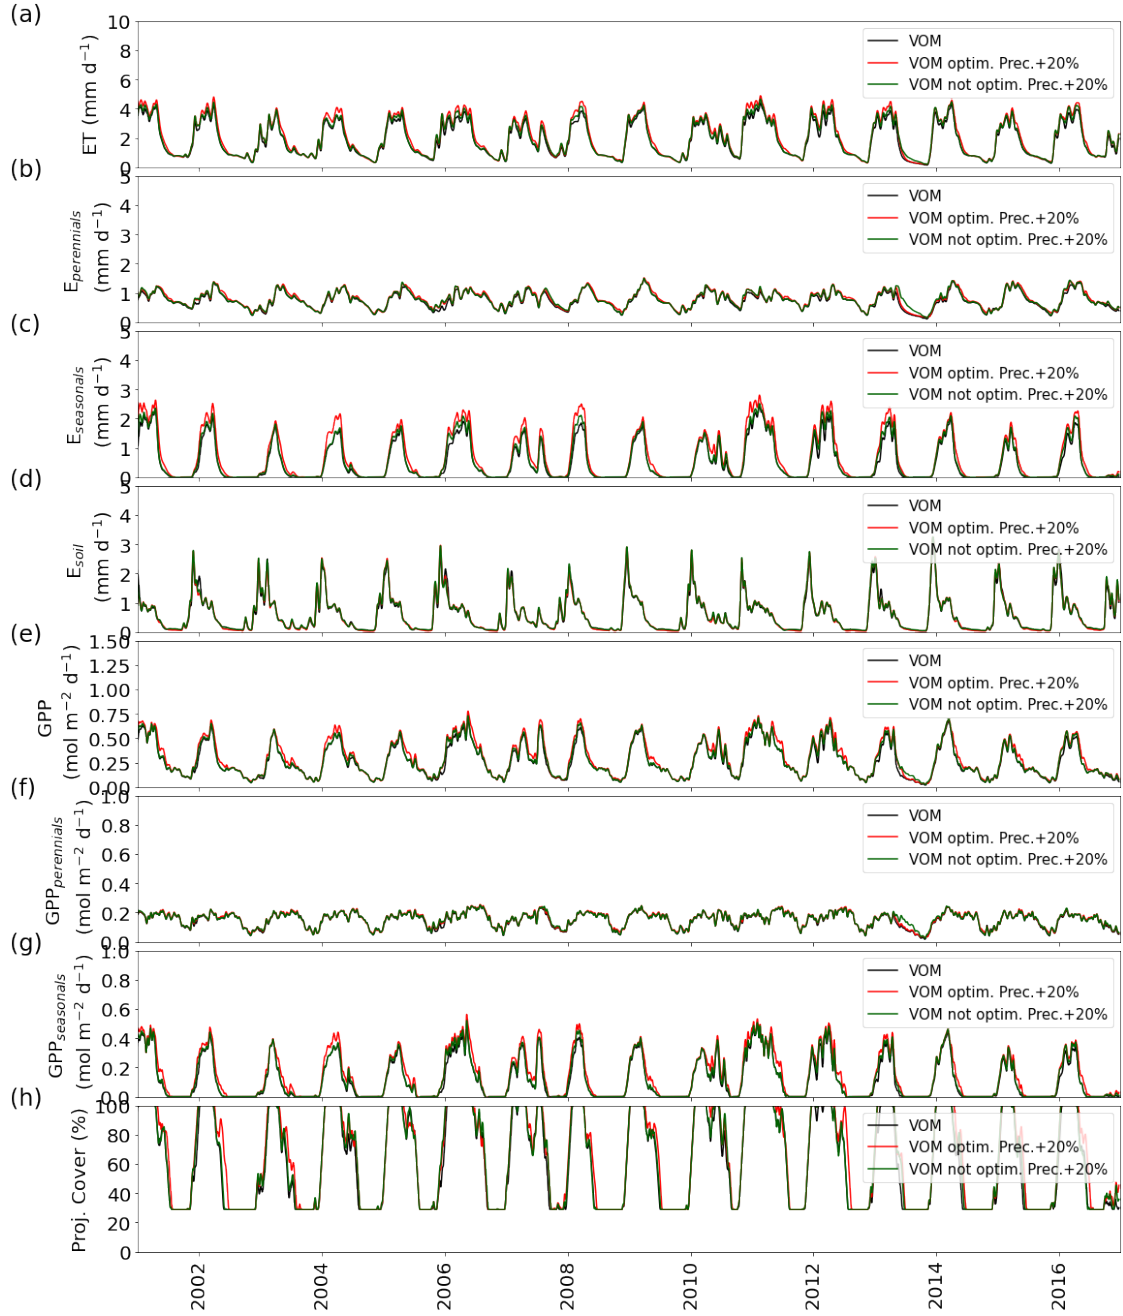 (a)
ET (mm d⁻¹)
10
8
6
4
2
0
VOM
VOM optim. Prec.+20%
VOM not optim. Prec.+20%
(b)
E_perennials
(mm d⁻¹)
5
4
3
2
1
0
VOM
VOM optim. Prec.+20%
VOM not optim. Prec.+20%
(c)
E_seasonals
(mm d⁻¹)
5
4
3
2
1
0
VOM
VOM optim. Prec.+20%
VOM not optim. Prec.+20%
(d)
E_soil
(mm d⁻¹)
5
4
3
2
1
0
VOM
VOM optim. Prec.+20%
VOM not optim. Prec.+20%
(e)
GPP
(mol m⁻² d⁻¹)
1.50
1.25
1.00
0.75
0.50
0.25
0.00
VOM
VOM optim. Prec.+20%
VOM not optim. Prec.+20%
(f)
GPP_perennials
(mol m⁻² d⁻¹)
1.0
0.8
0.6
0.4
0.2
0.0
VOM
VOM optim. Prec.+20%
VOM not optim. Prec.+20%
(g)
GPP_seasonals
(mol m⁻² d⁻¹)
1.0
0.8
0.6
0.4
0.2
0.0
VOM
VOM optim. Prec.+20%
VOM not optim. Prec.+20%
(h)
Proj. Cover (%)
100
80
60
40
20
0
VOM
VOM optim. Prec.+20%
VOM not optim. Prec.+20%
2002
2004
2006
2008
2010
2012
2014
2016